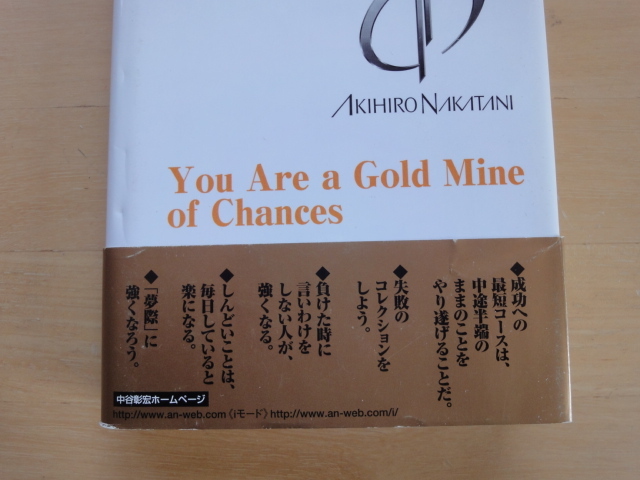 AKIHIRO NAKATANI
You Are a Gold Mine
of Chances
◆成功への
最短コースは、
中途半端の
ままのことを
やり遂げることだ。
◆失敗の
コレクションを
しよう。
◆負けた時に
言いわけを
しない人が、
強くなる。
◆しんどいことは、
毎日していると
楽になる。
◆「夢際」に
強くなろう。
中谷彰宏ホームページ
http://www.an-web.com《iモード》http://www.an-web.com/i/